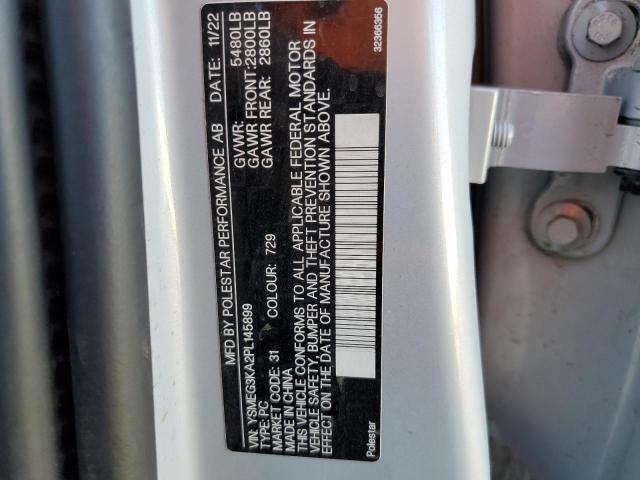 MFD BY POLESTAR PERFORMANCE AB DATE: 11/22
GVWR: 5480LB
GAWR FRONT: 2800LB
GAWR REAR: 2860LB
VIN: YSMEG3KA2PL145899
TYPE: PC
MARKET CODE: 31 COLOUR: 729
MADE IN CHINA
THIS VEHICLE CONFORMS TO ALL APPLICABLE FEDERAL MOTOR
VEHICLE SAFETY, BUMPER AND THEFT PREVENTION STANDARDS IN
EFFECT ON THE DATE OF MANUFACTURE SHOWN ABOVE.
Polestar 32366356